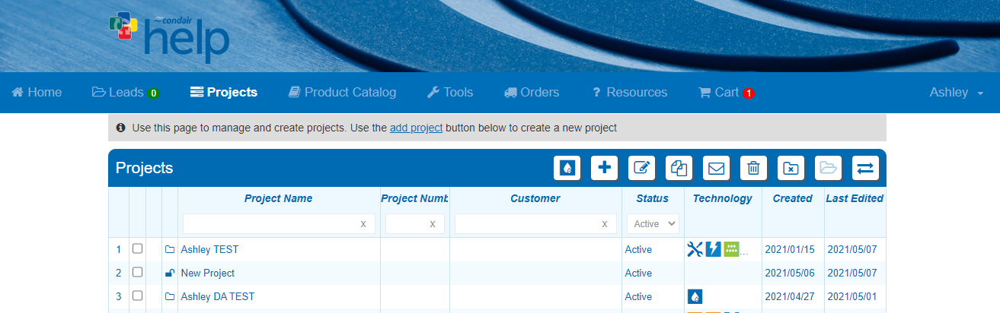 condair
help
Home Leads 0 Projects Product Catalog Tools Orders ? Resources Cart 1 Ashley
Use this page to manage and create projects. Use the add project button below to create a new project
Projects
Project Name Project Numb Customer Status Technology Created Last Edited
x x x Active
1 Ashley TEST Active ... 2021/01/15 2021/05/07
2 New Project Active 2021/05/06 2021/05/07
3 Ashley DA TEST Active 2021/04/27 2021/05/01